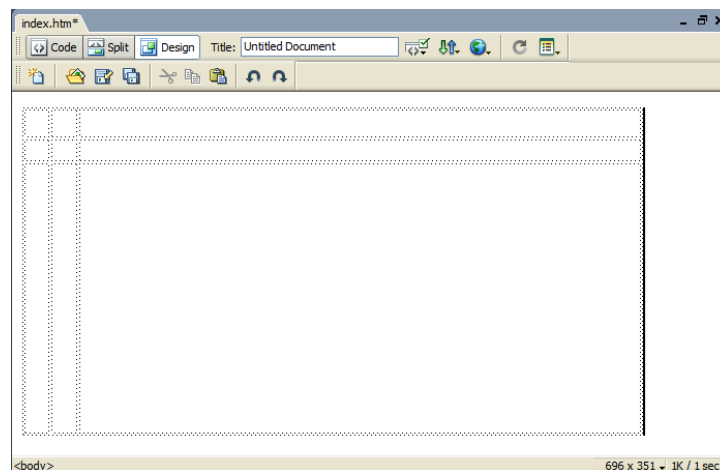 index.htm*
Code Split Design Title: Untitled Document
<body> 696 x 351 1K / 1 sec